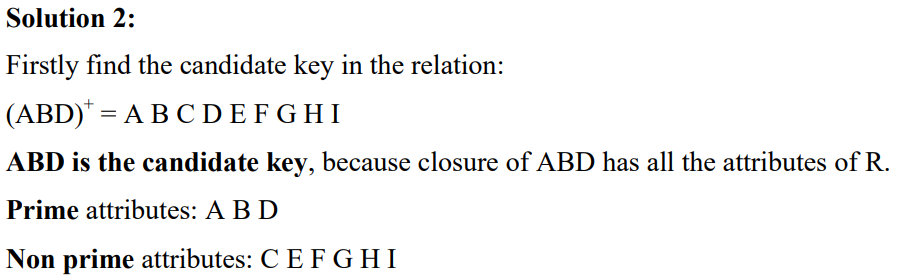 Solution 2:
Firstly find the candidate key in the relation:
(ABD)⁺ = A B C D E F G H I
ABD is the candidate key, because closure of ABD has all the attributes of R.
Prime attributes: A B D
Non prime attributes: C E F G H I